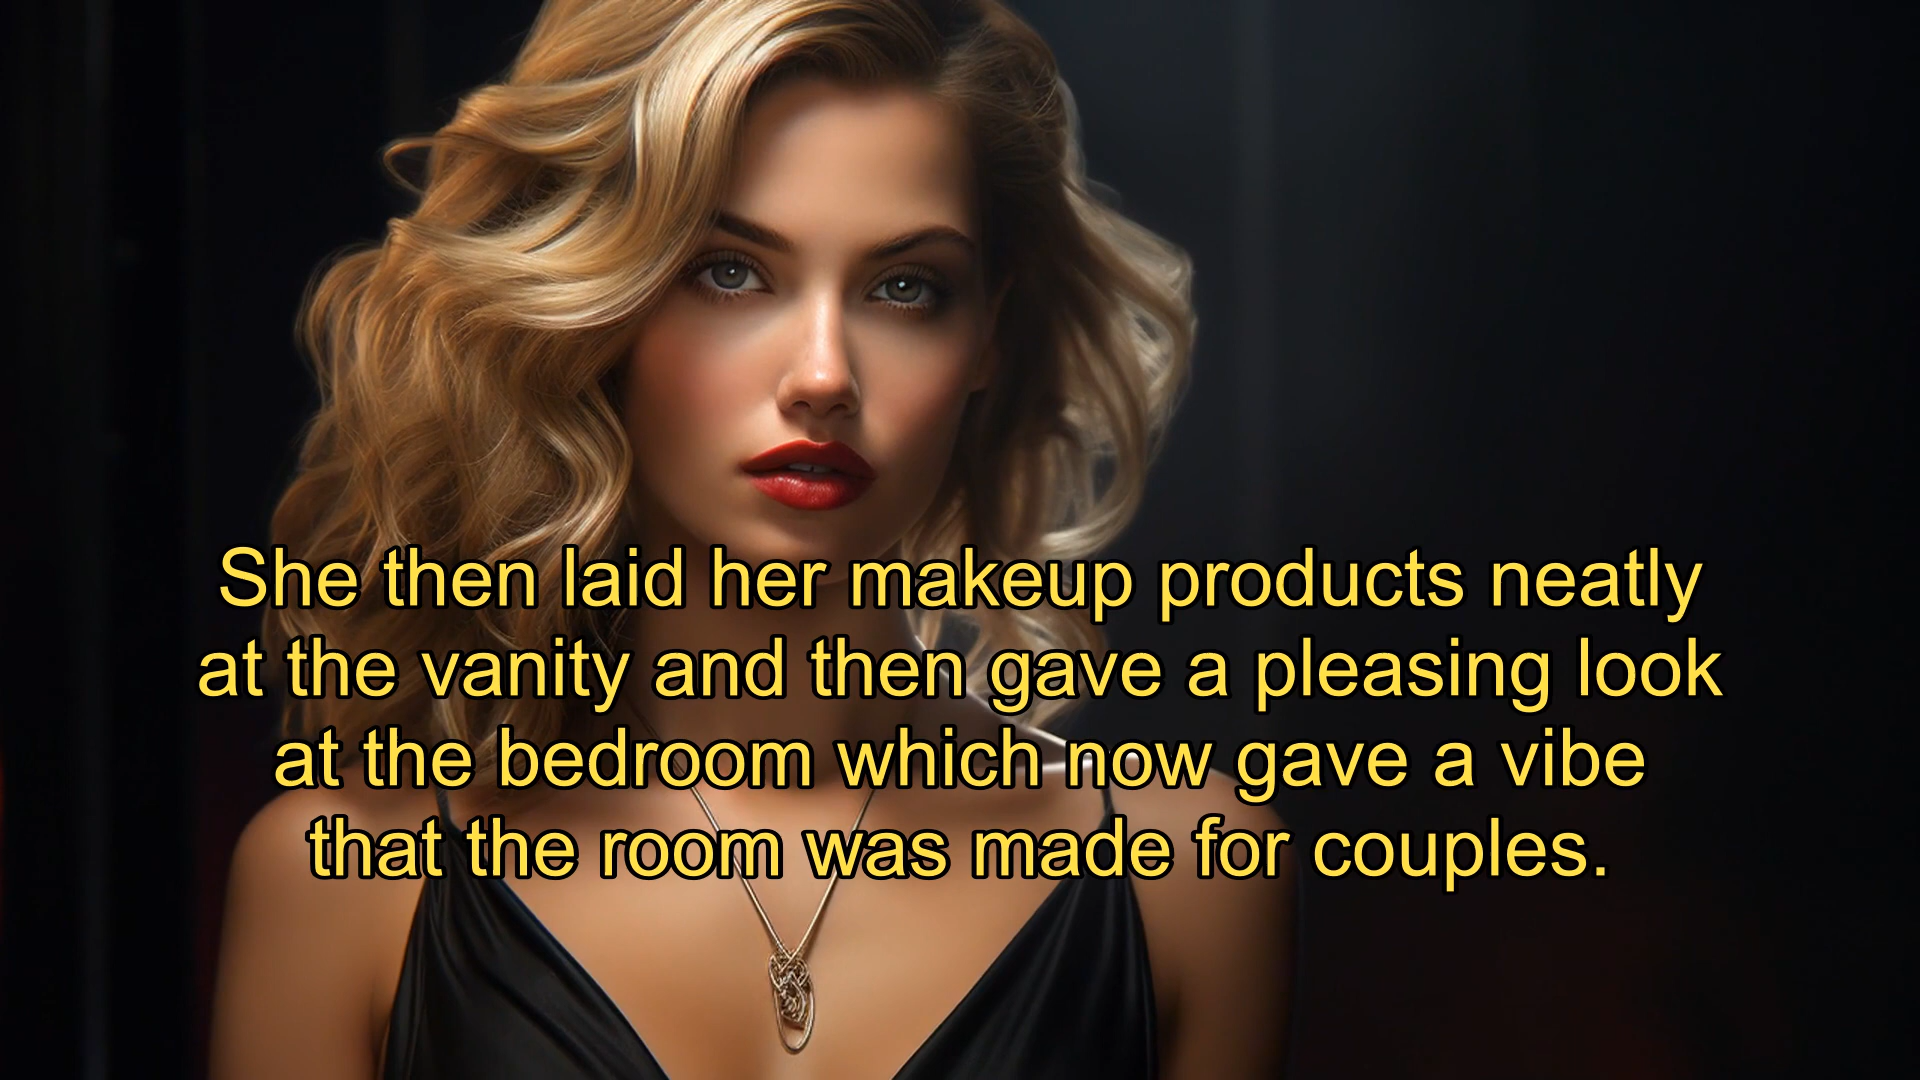 She then laid her makeup products neatly
at the vanity and then gave a pleasing look
at the bedroom which now gave a vibe
that the room was made for couples.